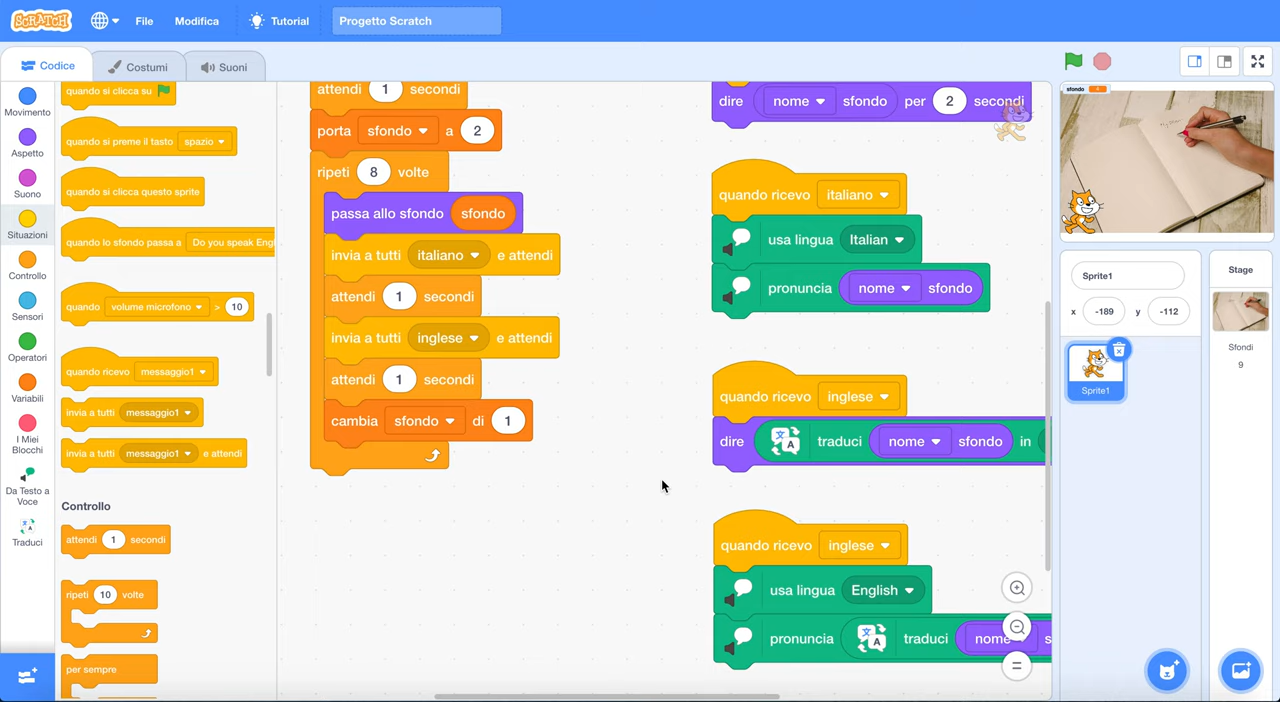 SCRATCH
File
Modifica
Tutorial
Progetto Scratch
Codice
Costumi
Suoni
Movimento
Aspetto
Suono
Situazioni
Controllo
Sensori
Operatori
Variabili
I Miei
Blocchi
Da Testo a
Voce
Traduci
quando si clicca su
quando si preme il tasto spazio
quando si clicca questo sprite
quando lo sfondo passa a Do you speak Engl
quando volume microfono > 10
quando ricevo messaggio1
invia a tutti messaggio1
invia a tutti messaggio1 e attendi
Controllo
attendi 1 secondi
ripeti 10 volte
per sempre
attendi 1 secondi
porta sfondo a 2
ripeti 8 volte
passa allo sfondo sfondo
invia a tutti italiano e attendi
attendi 1 secondi
invia a tutti inglese e attendi
attendi 1 secondi
cambia sfondo di 1
dire nome sfondo per 2 secondi
quando ricevo italiano
usa lingua Italian
pronuncia nome sfondo
quando ricevo inglese
dire traduci nome sfondo in
quando ricevo inglese
usa lingua English
pronuncia traduci nome s
sfondo 4
Sprite1
x -189 y -112
Sprite1
Stage
Sfondi
9